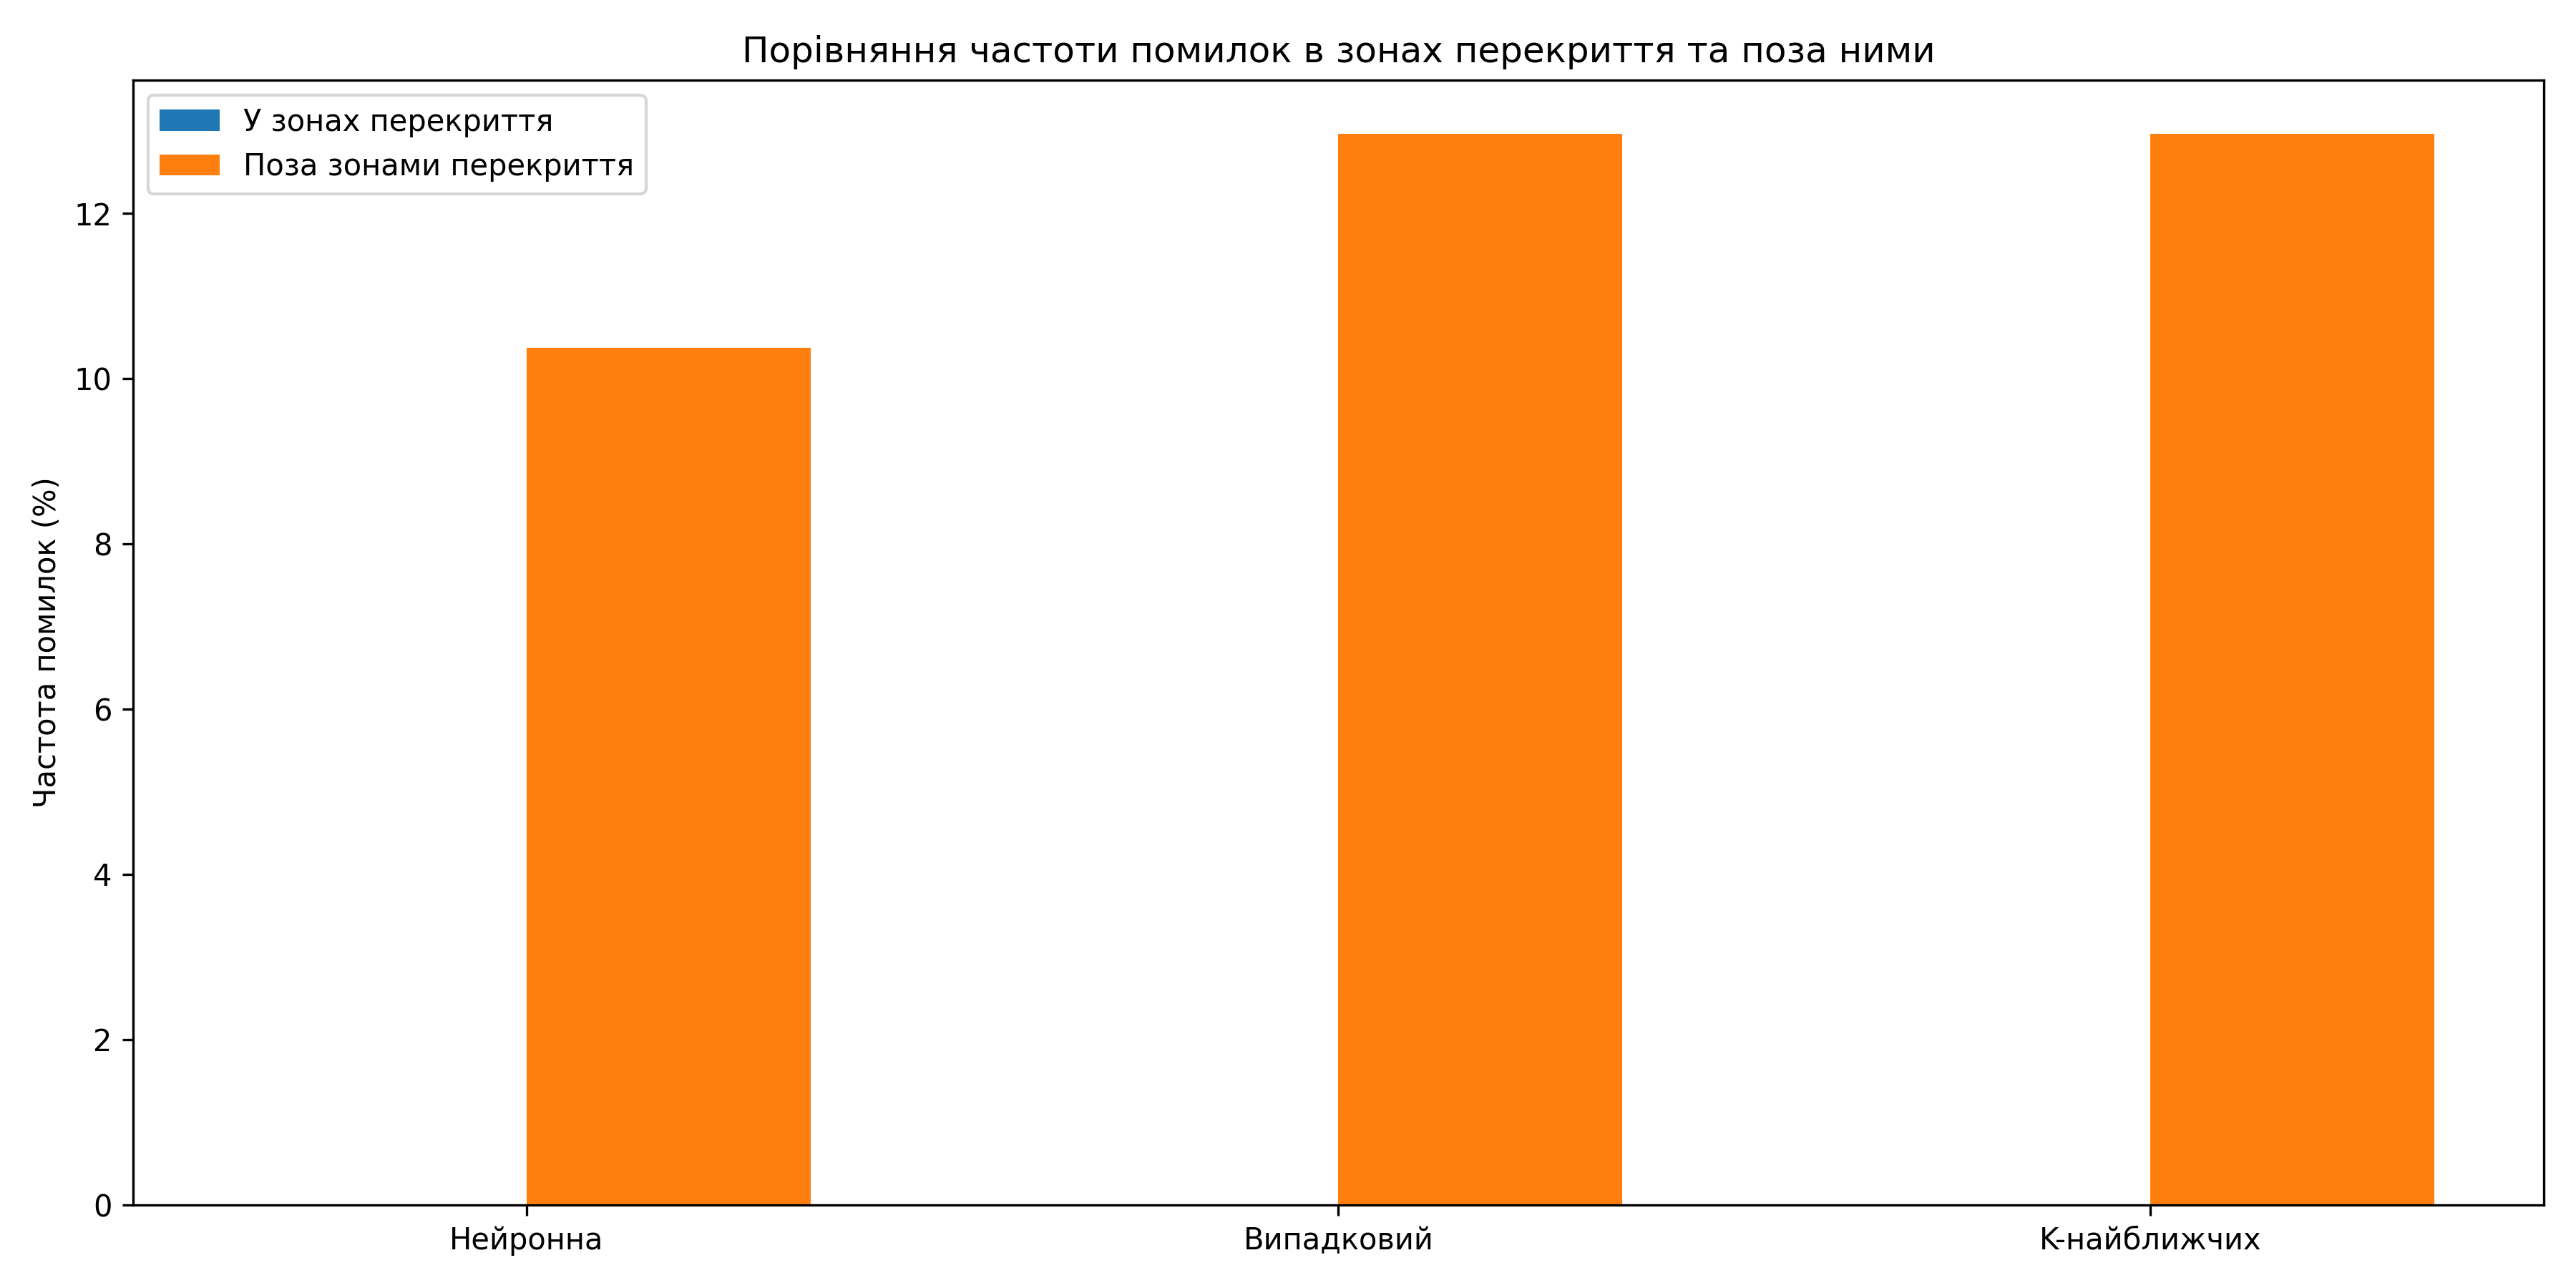 Порівняння частоти помилок в зонах перекриття та поза ними
У зонах перекриття
Поза зонами перекриття
Частота помилок (%)
12
10
8
6
4
2
0
Нейронна
Випадковий
K-найближчих